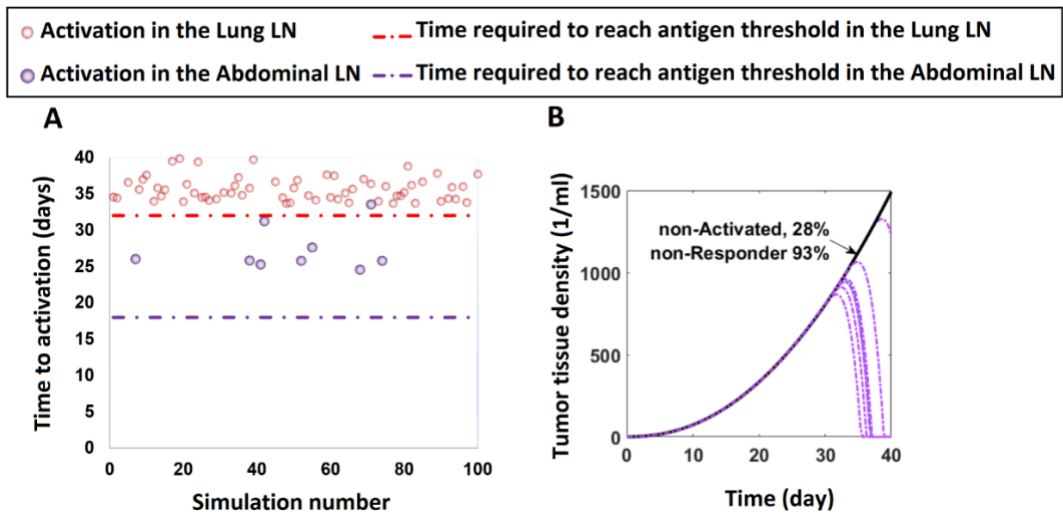 Activation in the Lung LN
Time required to reach antigen threshold in the Lung LN
Activation in the Abdominal LN
Time required to reach antigen threshold in the Abdominal LN
A
40
35
30
25
20
15
10
5
0
Time to activation (days)
0
20
40
60
80
100
Simulation number
B
1500
1000
500
0
Tumor tissue density (1/ml)
non-Activated, 28%
non-Responder 93%
0
10
20
30
40
Time (day)